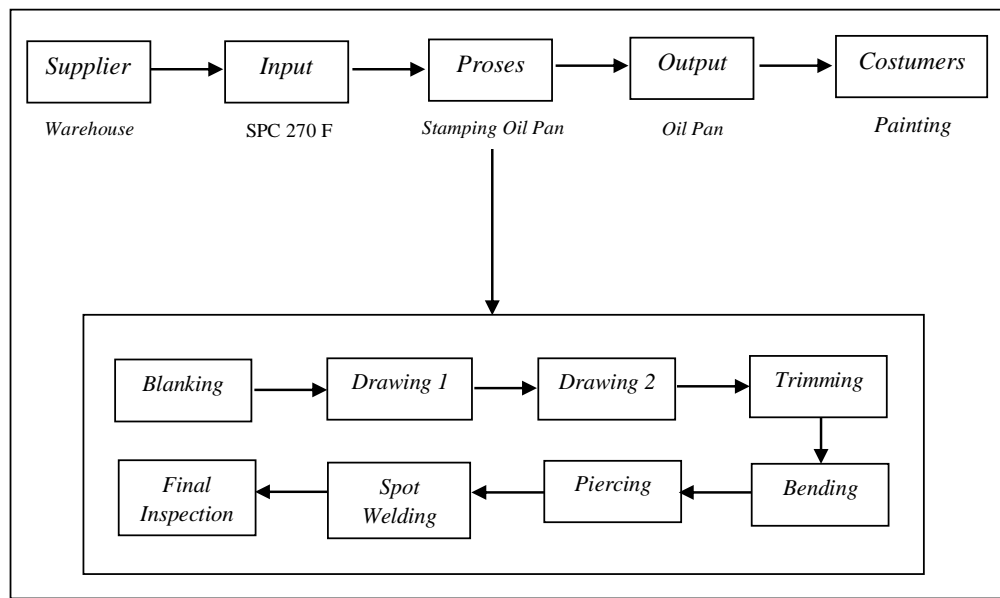 Supplier
Input
Proses
Output
Costumers
Warehouse
SPC 270 F
Stamping Oil Pan
Oil Pan
Painting
Blanking
Drawing 1
Drawing 2
Trimming
Final
Inspection
Spot
Welding
Piercing
Bending